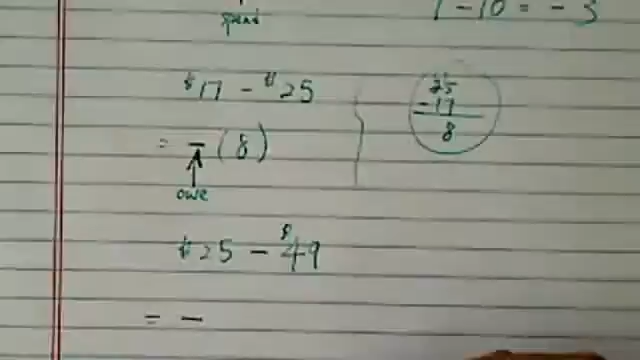 spend
7 - 10 = - 3
$17 - $25
= - (8)
owe
25
- 17
8
$25 - $49
= -